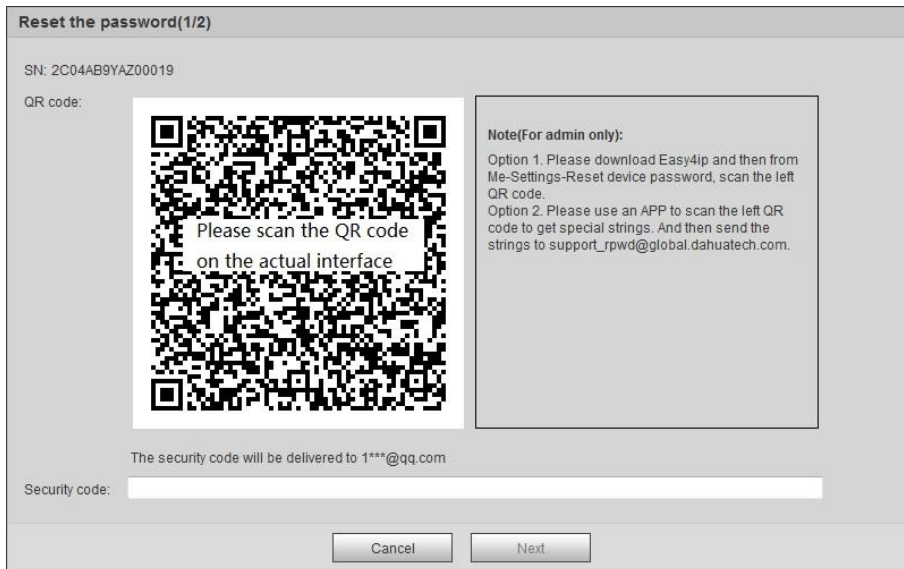 Reset the password(1/2)
SN: 2C04AB9YAZ00019
QR code:
Please scan the QR code
on the actual interface
Note(For admin only):
Option 1. Please download Easy4ip and then from
Me-Settings-Reset device password, scan the left
QR code.
Option 2. Please use an APP to scan the left QR
code to get special strings. And then send the
strings to support_rpwd@global.dahuatech.com.
The security code will be delivered to 1***@qq.com
Security code:
Cancel
Next